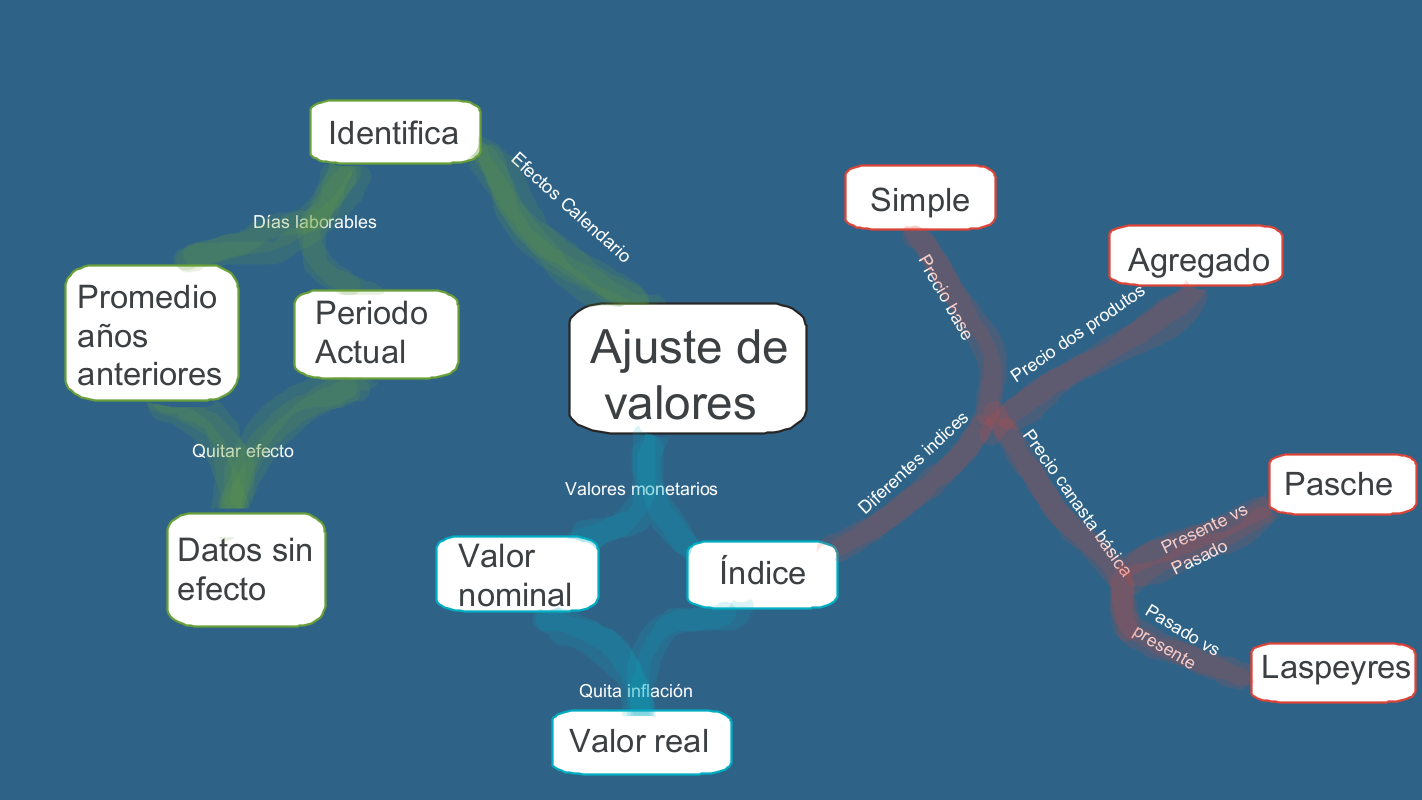 Identifica
Efectos Calendario
Días laborables
Promedio
años
anteriores
Periodo
Actual
Quitar efecto
Datos sin
efecto
Ajuste de
valores
Valores monetarios
Valor
nominal
Índice
Quita inflación
Valor real
Diferentes indices
Simple
Precio base
Agregado
Precio dos produtos
Precio canasta básica
Pasche
Presente vs
Pasado
Pasado vs
presente
Laspeyres